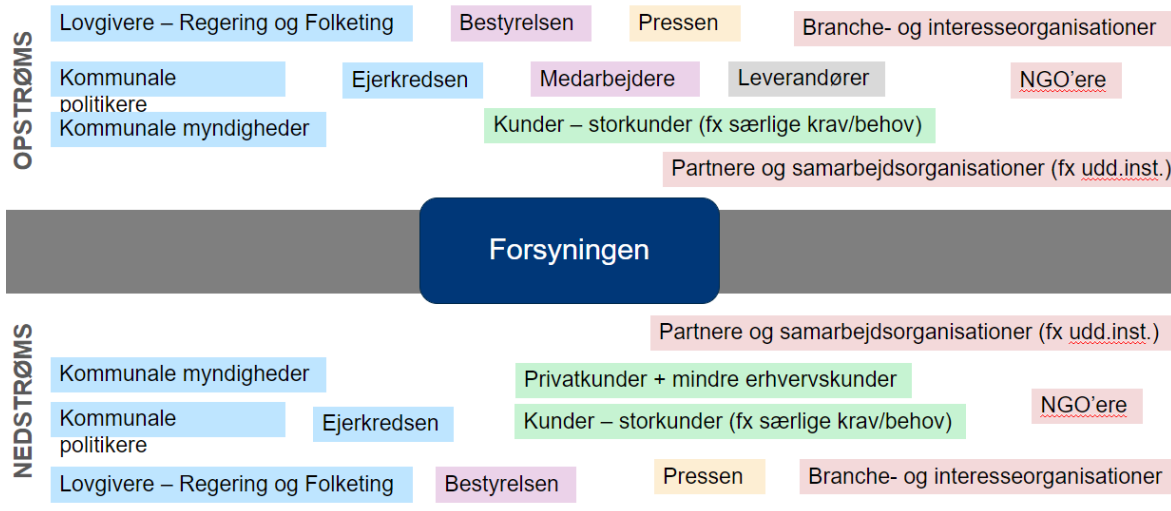 OPSTRØMS
Lovgivere – Regering og Folketing
Bestyrelsen
Pressen
Branche- og interesseorganisationer
Kommunale
politikere
Ejerkredsen
Medarbejdere
Leverandører
NGO’ere
Kommunale myndigheder
Kunder – storkunder (fx særlige krav/behov)
Partnere og samarbejdsorganisationer (fx udd.inst.)
Forsyningen
NEDSTRØMS
Partnere og samarbejdsorganisationer (fx udd.inst.)
Kommunale myndigheder
Privatkunder + mindre erhvervskunder
NGO’ere
Kommunale
politikere
Ejerkredsen
Kunder – storkunder (fx særlige krav/behov)
Lovgivere – Regering og Folketing
Bestyrelsen
Pressen
Branche- og interesseorganisationer